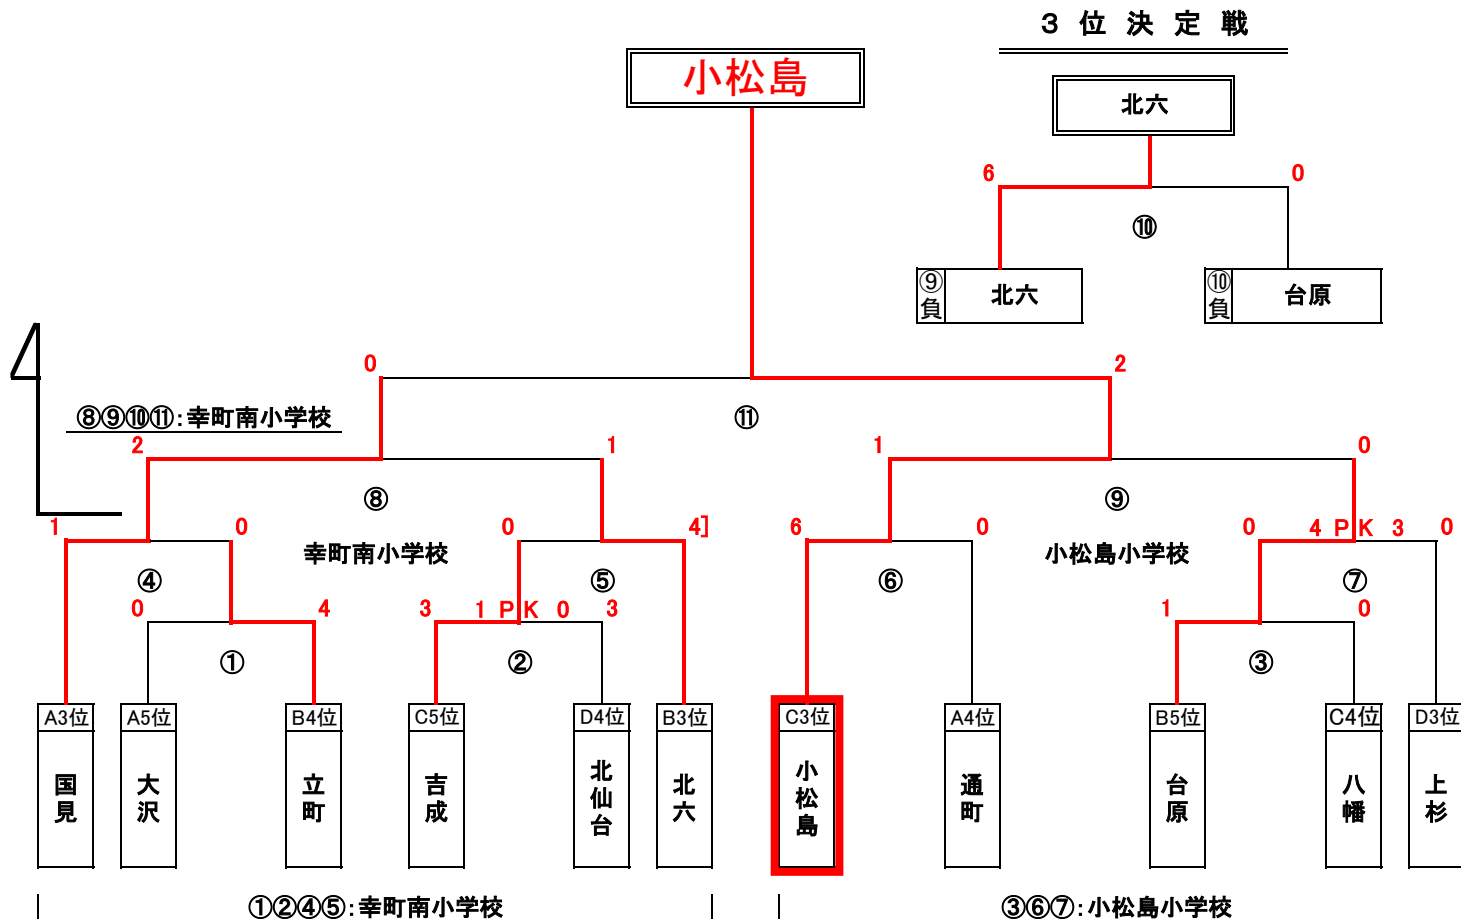 ３位決定戦
小松島
北六
6 0
⑩
⑨負 北六
⑩負 台原
0 2
⑧⑨⑩⑪：幸町南小学校
⑪
2 1 1 0
⑧ ⑨
1 0 0 4］ 6 0 0 4 P K 3 0
幸町南小学校 小松島小学校
④ ⑤ ⑥ ⑦
0 4 3 1 P K 0 3 1 0
① ② ③
A3位 A5位 B4位 C5位 D4位 B3位 C3位 A4位 B5位 C4位 D3位
国見 大沢 立町 吉成 北仙台 北六 小松島 通町 台原 八幡 上杉
①②④⑤：幸町南小学校 ③⑥⑦：小松島小学校